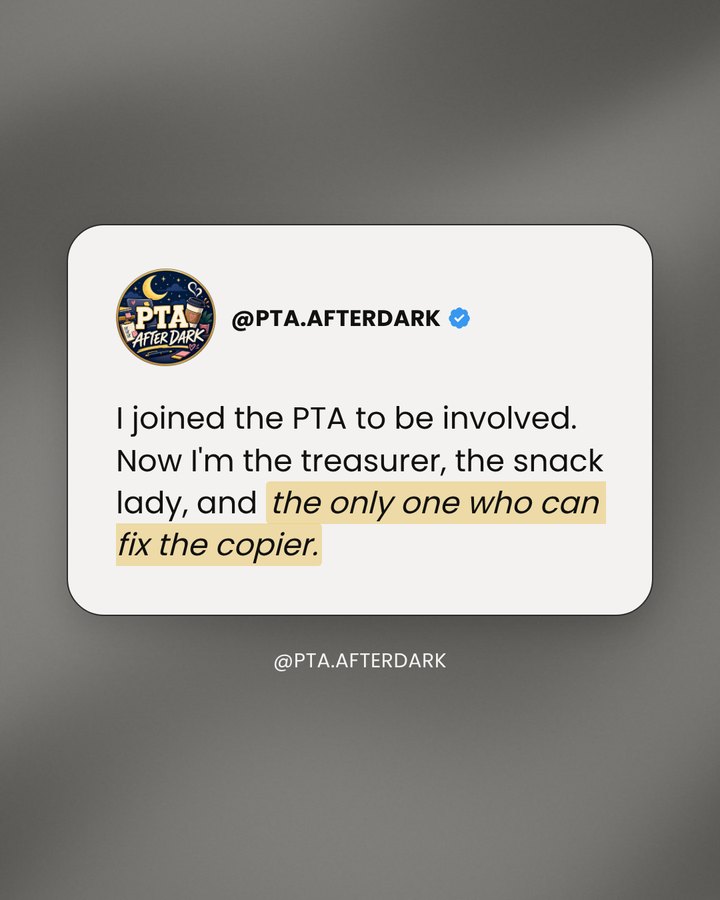 PTA
AFTER DARK
@PTA.AFTERDARK
I joined the PTA to be involved.
Now I'm the treasurer, the snack
lady, and the only one who can
fix the copier.
@PTA.AFTERDARK